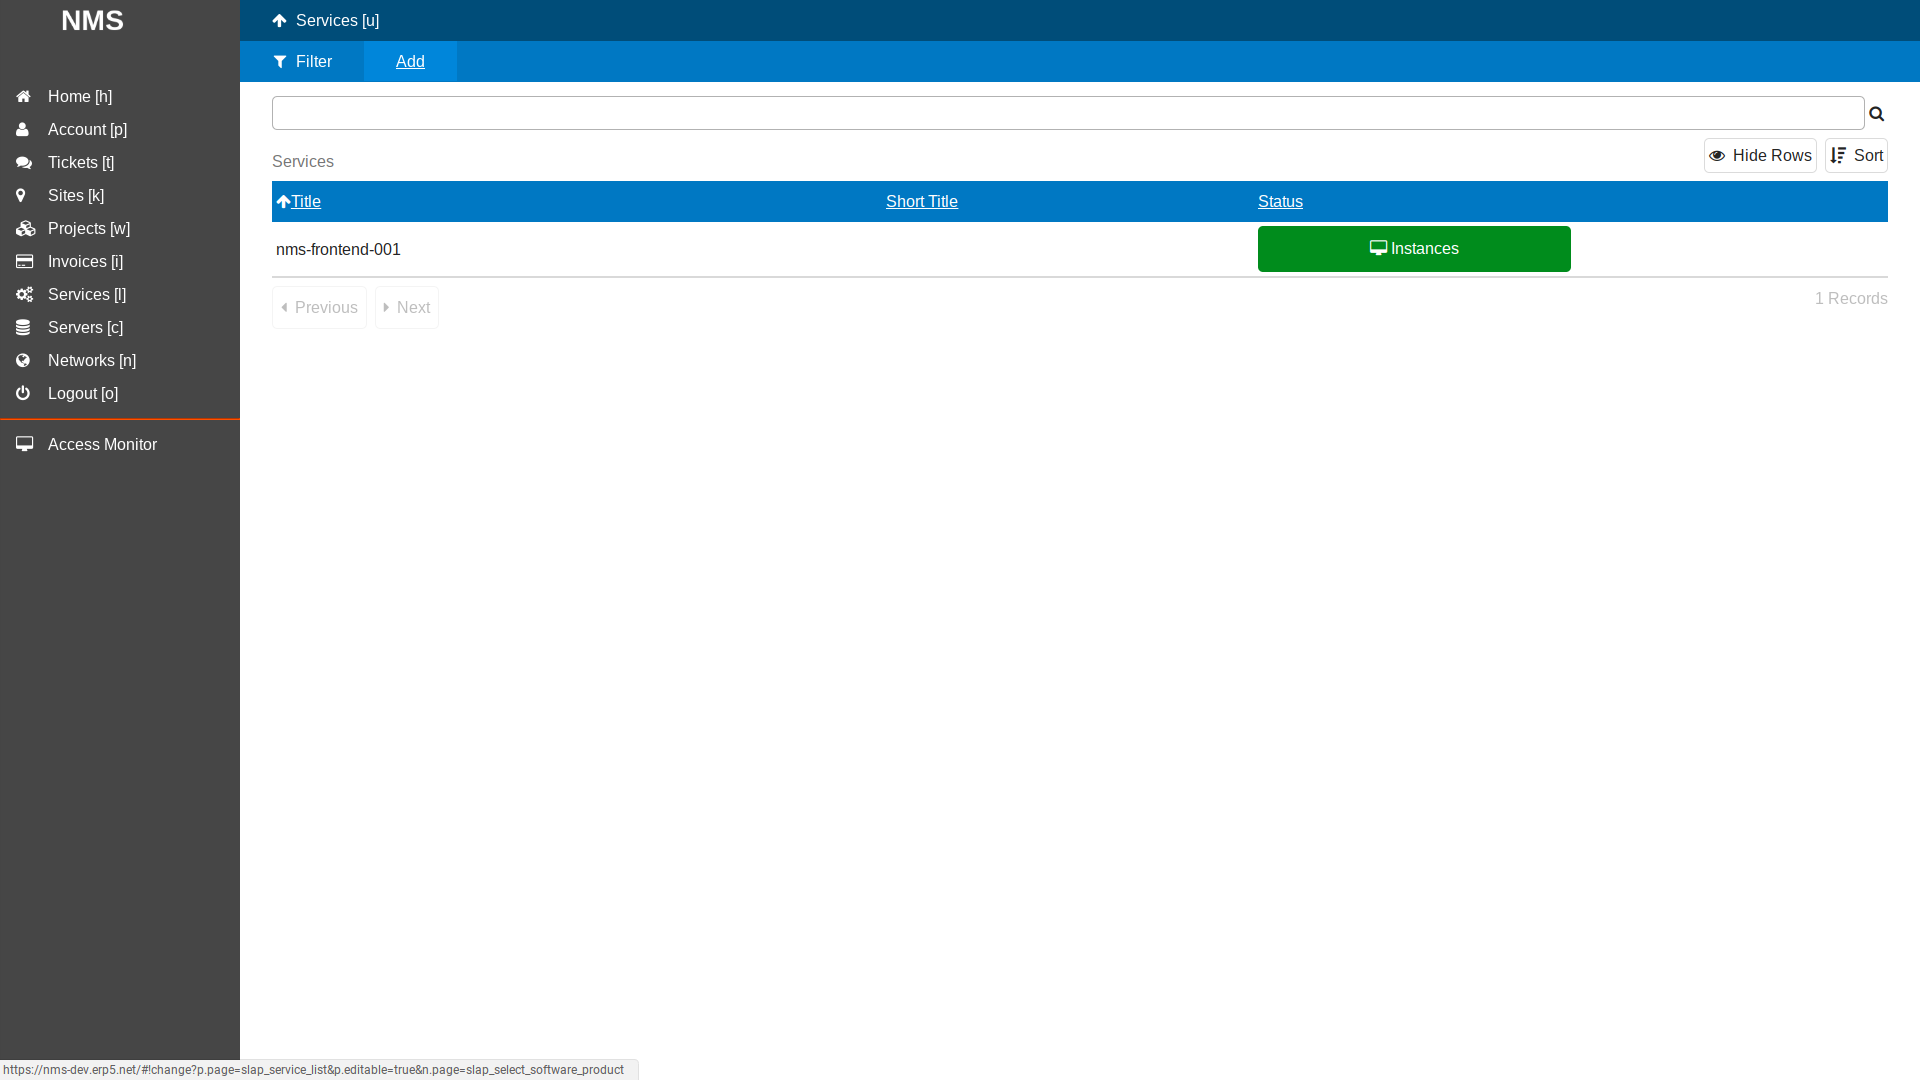 NMS
Services [u]
Filter
Add
Home [h]
Account [p]
Tickets [t]
Sites [k]
Projects [w]
Invoices [i]
Services [l]
Servers [c]
Networks [n]
Logout [o]
Access Monitor
Services
Hide Rows
Sort
Title
Short Title
Status
nms-frontend-001
Instances
Previous
Next
1 Records
https://nms-dev.erp5.net/#!change?p.page=slap_service_list&p.editable=true&n.page=slap_select_software_product